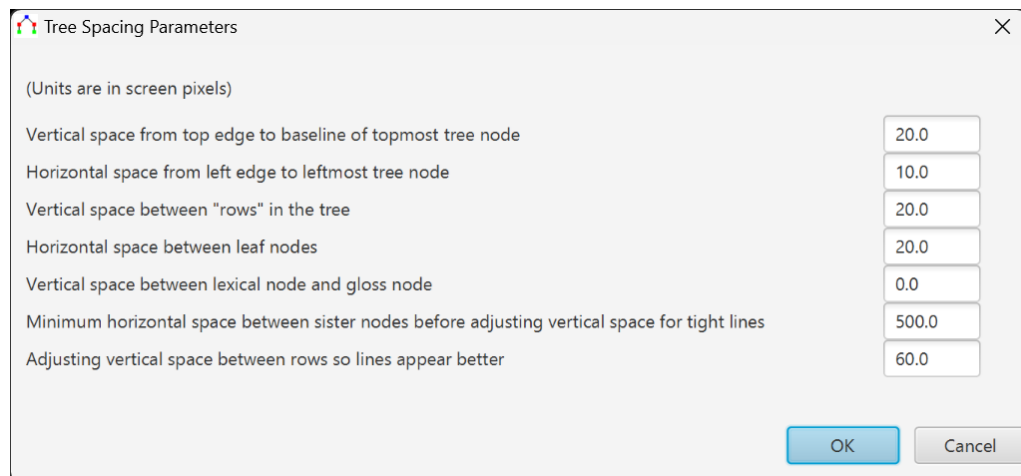 Tree Spacing Parameters
(Units are in screen pixels)
Vertical space from top edge to baseline of topmost tree node 20.0
Horizontal space from left edge to leftmost tree node 10.0
Vertical space between "rows" in the tree 20.0
Horizontal space between leaf nodes 20.0
Vertical space between lexical node and gloss node 0.0
Minimum horizontal space between sister nodes before adjusting vertical space for tight lines 500.0
Adjusting vertical space between rows so lines appear better 60.0
OK Cancel